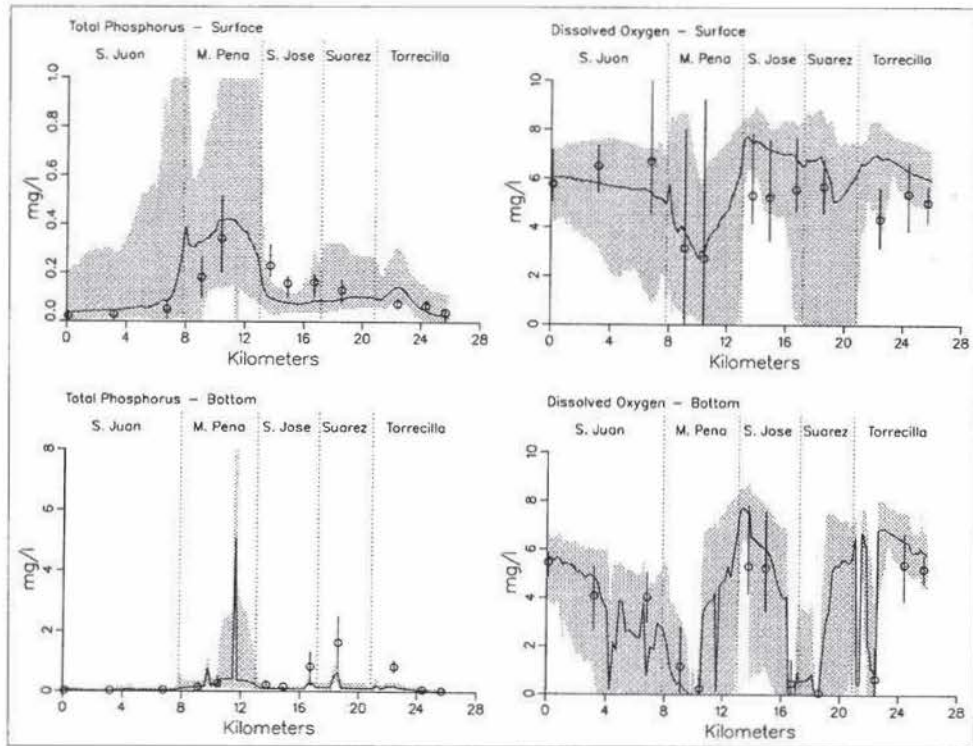 Total Phosphorus - Surface
S. Juan M. Pena S. Jose Suarez Torrecilla
1.0
0.8
0.6
0.4
0.2
0.0
mg/l
0 4 8 12 16 20 24 28
Kilometers
Dissolved Oxygen - Surface
S. Juan M. Pena S. Jose Suarez Torrecilla
10
8
6
4
2
0
mg/l
0 4 8 12 16 20 24 28
Kilometers
Total Phosphorus - Bottom
S. Juan M. Pena S. Jose Suarez Torrecilla
8
6
4
2
0
mg/l
0 4 8 12 16 20 24 28
Kilometers
Dissolved Oxygen - Bottom
S. Juan M. Pena S. Jose Suarez Torrecilla
10
8
6
4
2
0
mg/l
0 4 8 12 16 20 24 28
Kilometers